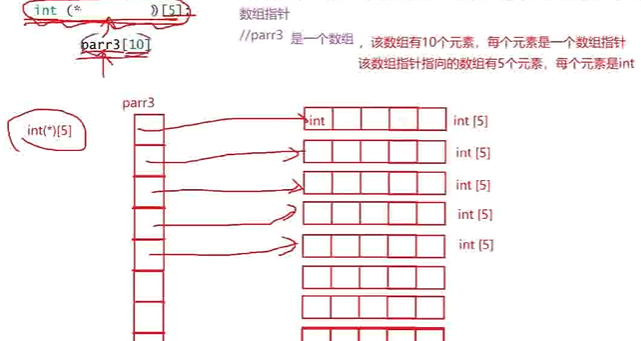 数组指针
int (*          )[5];
parr3[10]
//parr3 是一个数组，该数组有10个元素，每个元素是一个数组指针
该数组指针指向的数组有5个元素，每个元素是int
parr3
int(*)[5]
int
int [5]
int [5]
int [5]
int [5]
int [5]